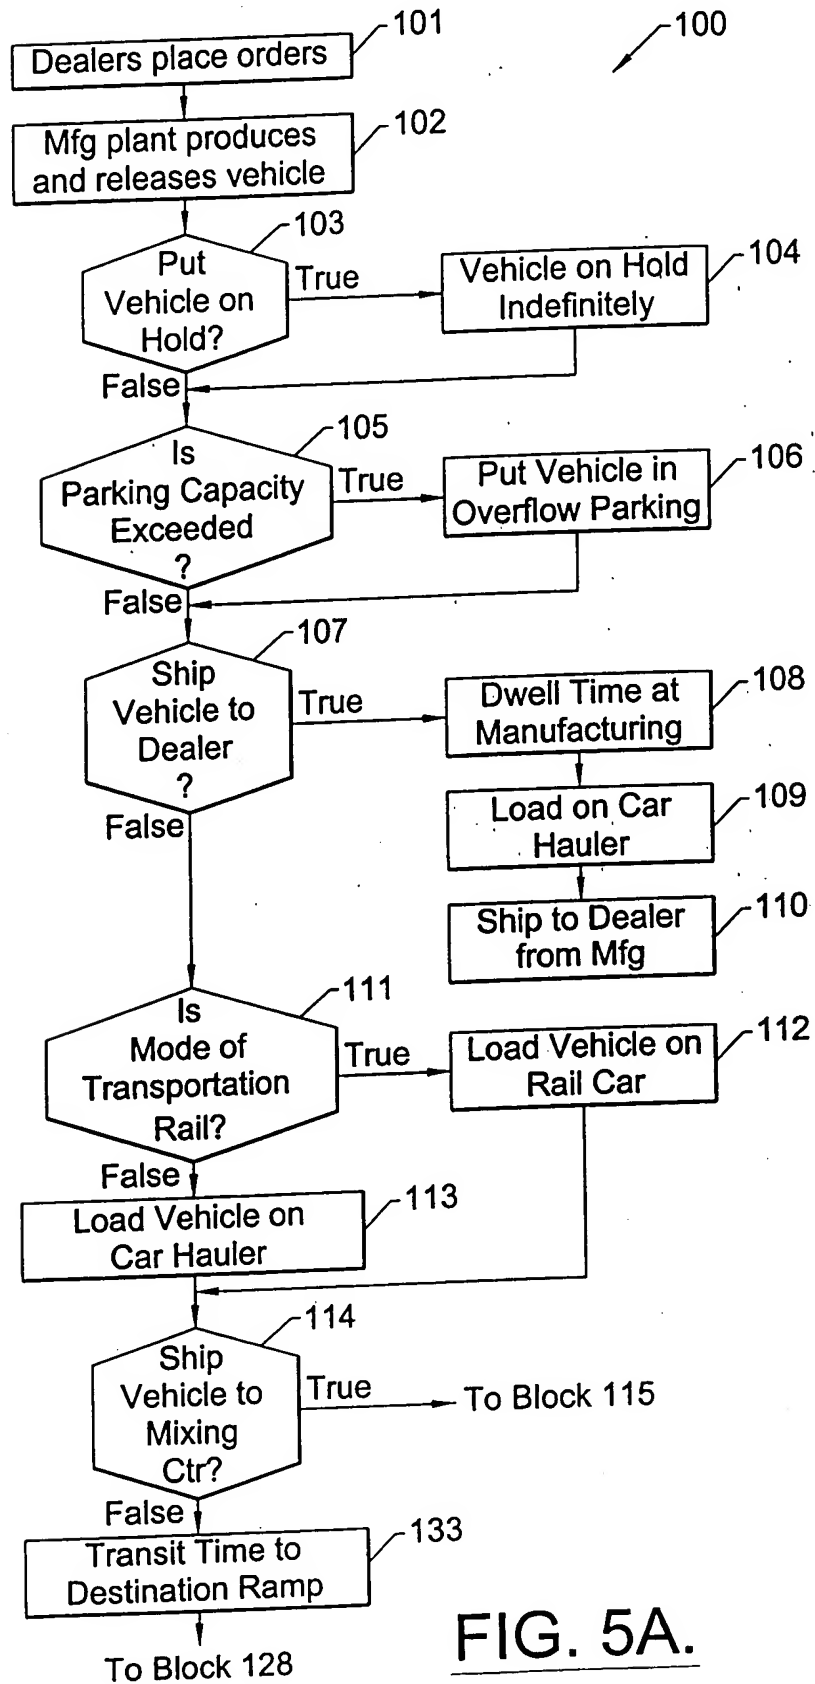 101
100
Dealers place orders
102
Mfg plant produces
and releases vehicle
103
Put
Vehicle on
Hold?
True
Vehicle on Hold
Indefinitely
104
False
105
Is
Parking Capacity
Exceeded
?
True
Put Vehicle in
Overflow Parking
106
False
107
Ship
Vehicle to
Dealer
?
True
Dwell Time at
Manufacturing
108
Load on Car
Hauler
109
Ship to Dealer
from Mfg
110
False
111
Is
Mode of
Transportation
Rail?
True
Load Vehicle on
Rail Car
112
False
113
Load Vehicle on
Car Hauler
114
Ship
Vehicle to
Mixing
Ctr?
True
To Block 115
False
133
Transit Time to
Destination Ramp
To Block 128
FIG. 5A.